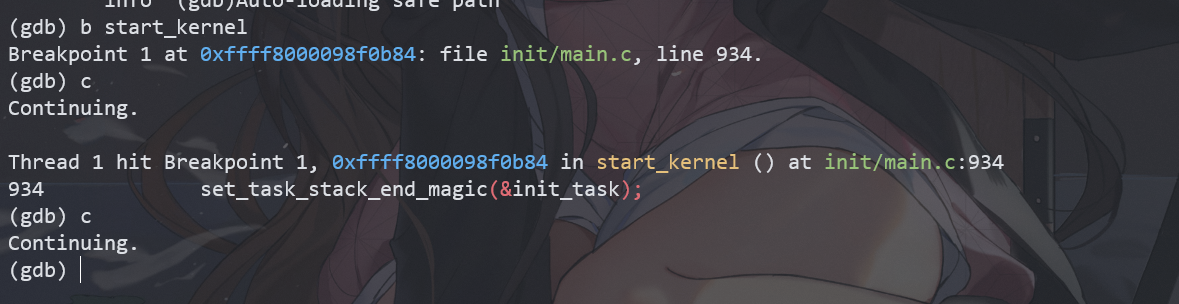 info "(gdb)Auto-loading safe path"
(gdb) b start_kernel
Breakpoint 1 at 0xffff8000098f0b84: file init/main.c, line 934.
(gdb) c
Continuing.

Thread 1 hit Breakpoint 1, 0xffff8000098f0b84 in start_kernel () at init/main.c:934
934             set_task_stack_end_magic(&init_task);
(gdb) c
Continuing.
(gdb)